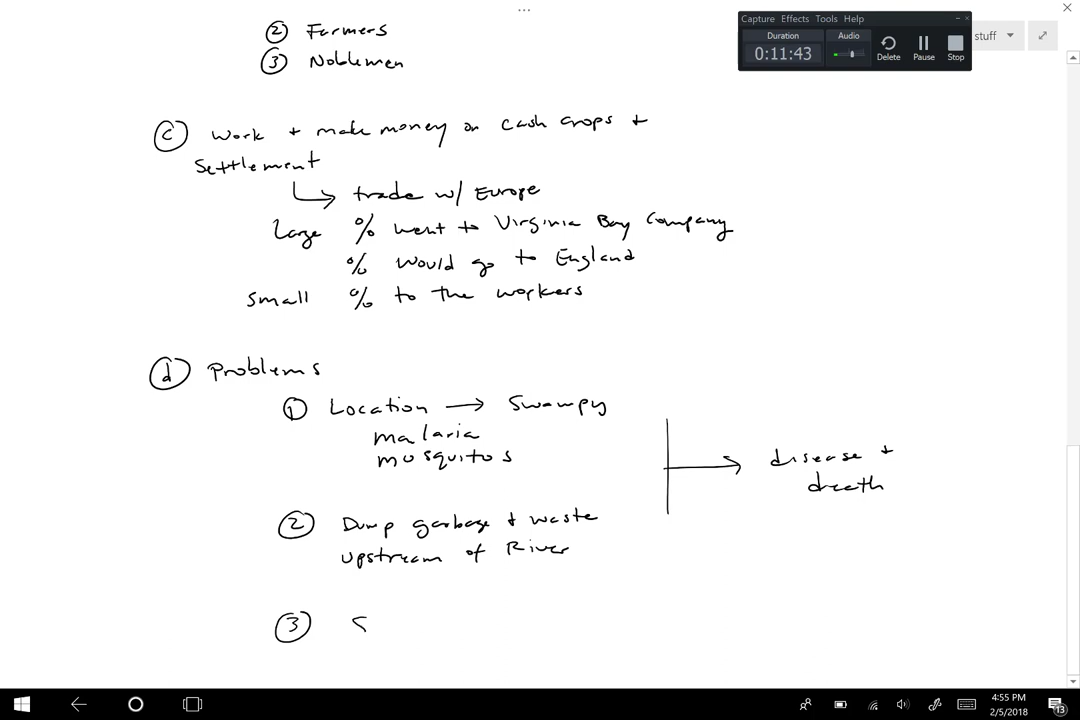 ...
Capture Effects Tools Help
Duration
0:11:43
Audio
Delete
Pause
Stop
stuff
② Farmers
③ Noblemen
ⓒ Work + make money on cash crops +
Settlement
trade w/ Europe
Large % went to Virginia Bay Company
% would go to England
Small % to the workers
ⓓ Problems
① Location → Swampy
malaria
mosquitos
disease +
death
② Dump garbage + waste
upstream of River
③ S
4:55 PM
2/5/2018
13